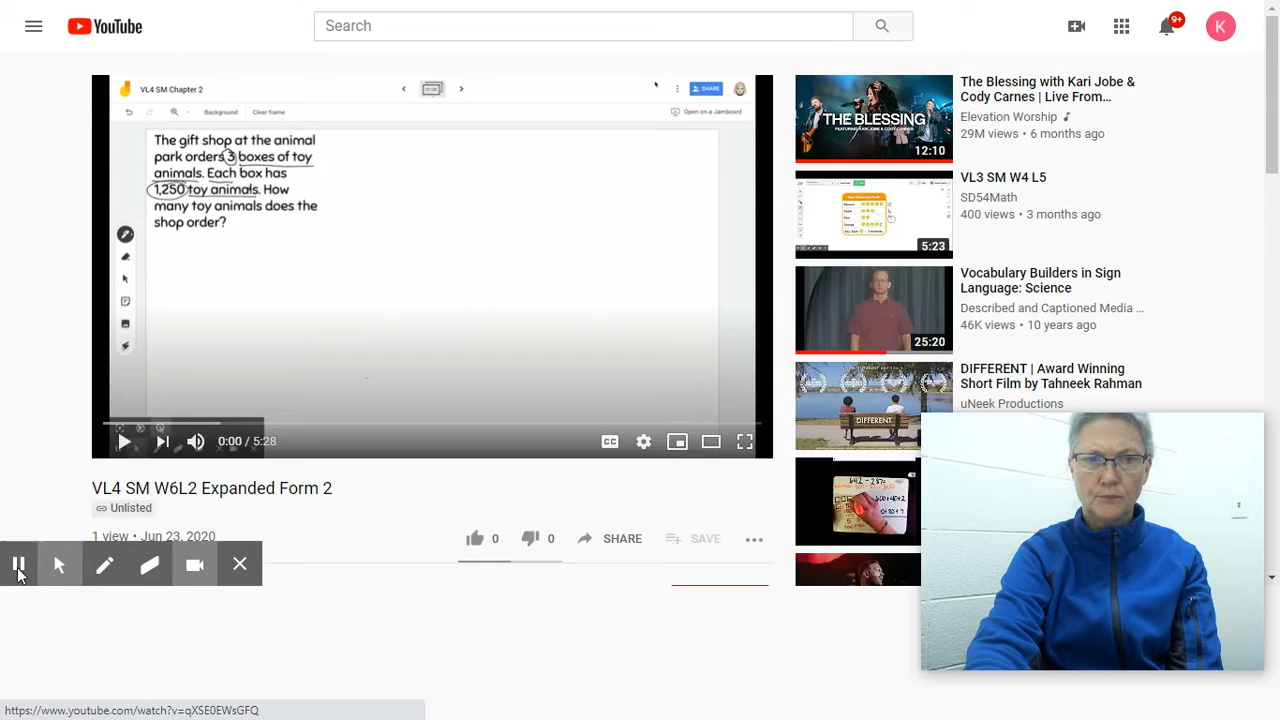 YouTube
Search
9+
K
VL4 SM Chapter 2
SHARE
Background
Clear frame
Open on a Jamboard
The gift shop at the animal
park orders 3 boxes of toy
animals. Each box has
1,250 toy animals. How
many toy animals does the
shop order?
0:00 / 5:28
CC
VL4 SM W6L2 Expanded Form 2
Unlisted
1 view • Jun 23, 2020
0
0
SHARE
SAVE
THE BLESSING
12:10
The Blessing with Kari Jobe &
Cody Carnes | Live From...
Elevation Worship
29M views • 6 months ago
5:23
VL3 SM W4 L5
SD54Math
400 views • 3 months ago
25:20
Vocabulary Builders in Sign
Language: Science
Described and Captioned Media ...
46K views • 10 years ago
DIFFERENT
DIFFERENT | Award Winning
Short Film by Tahneek Rahman
uNeek Productions
https://www.youtube.com/watch?v=qXSE0EWsGFQ